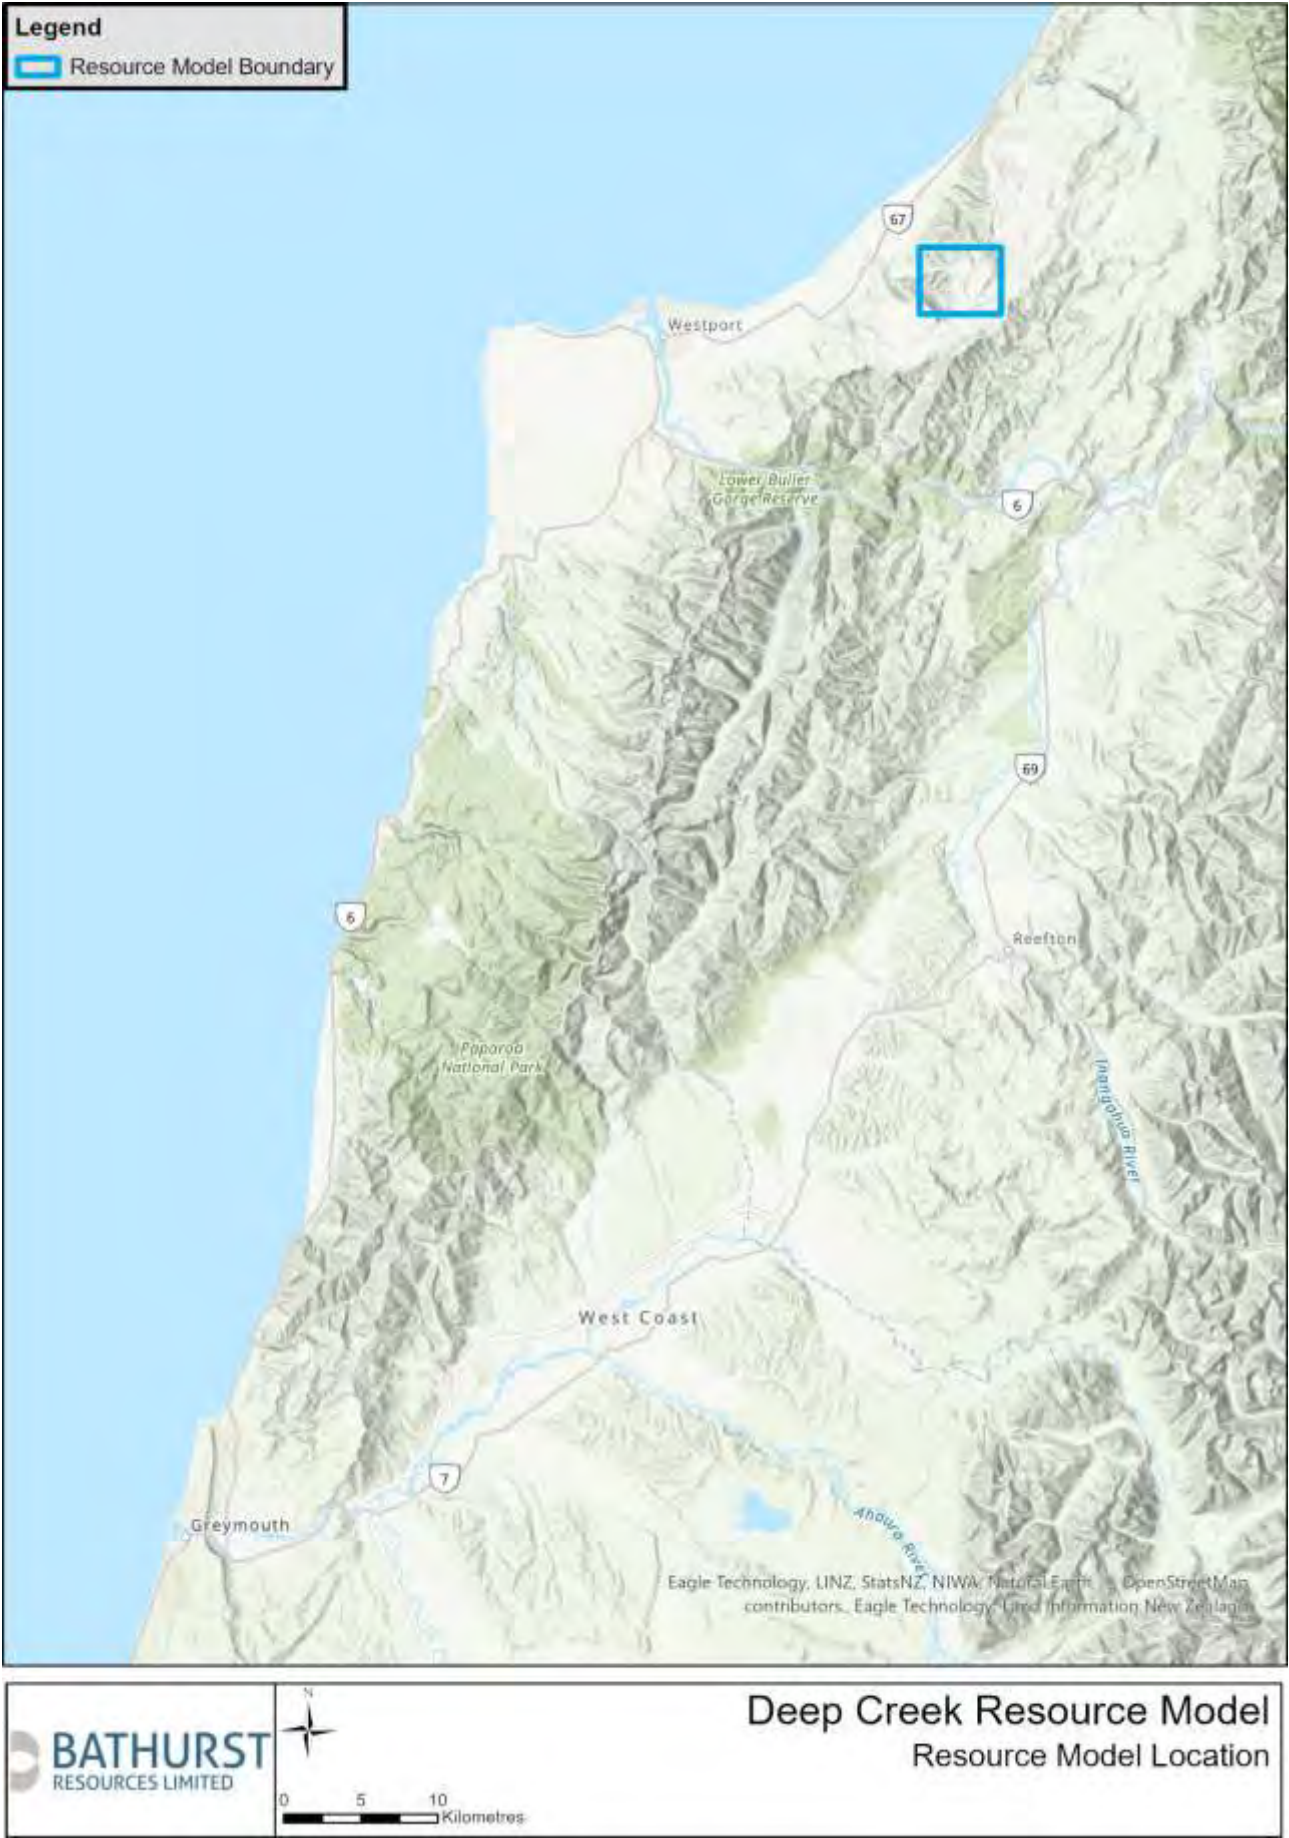 Legend
Resource Model Boundary
67
Westport
Lower Buller
Gorge Reserve
6
69
6
Reefton
Paparoa
National Park
Inangahua River
West Coast
7
Greymouth
Ahaura River
Eagle Technology, LINZ, StatsNZ, NIWA, Natural Earth, © OpenStreetMap
contributors., Eagle Technology, Land Information New Zealand
BATHURST
RESOURCES LIMITED
N
0 5 10
Kilometres
Deep Creek Resource Model
Resource Model Location